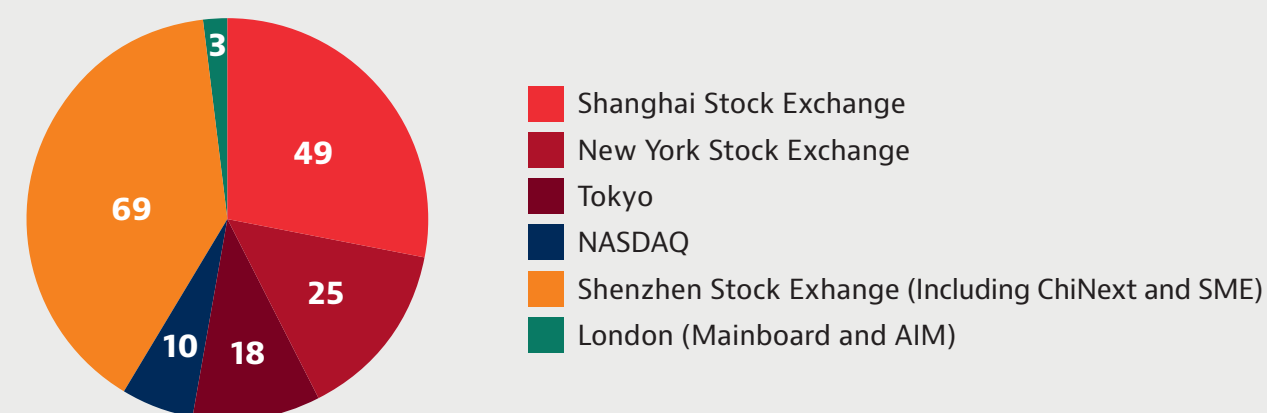 3
49
69
25
10
18
Shanghai Stock Exchange
New York Stock Exchange
Tokyo
NASDAQ
Shenzhen Stock Exhange (Including ChiNext and SME)
London (Mainboard and AIM)